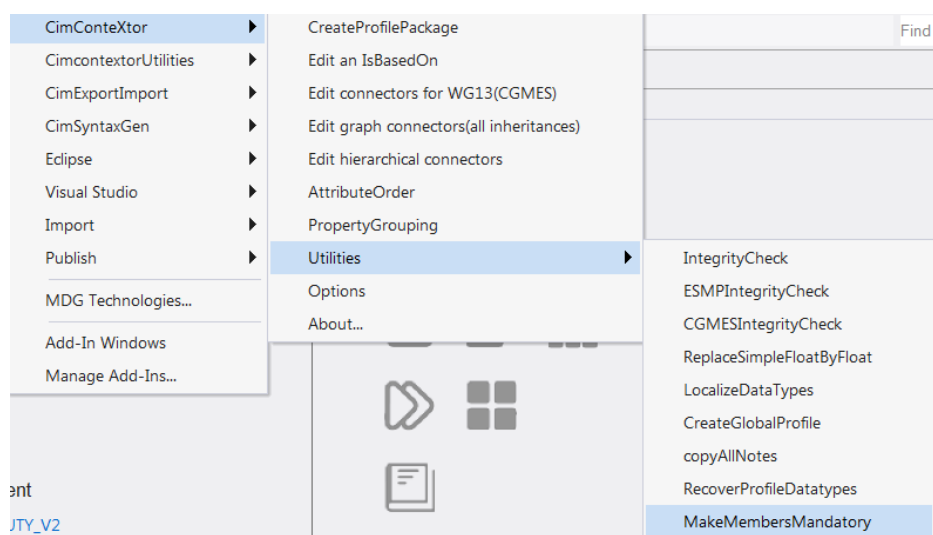 CimConteXtor
CimcontextorUtilities
CimExportImport
CimSyntaxGen
Eclipse
Visual Studio
Import
Publish
MDG Technologies...
Add-In Windows
Manage Add-Ins...
CreateProfilePackage
Edit an IsBasedOn
Edit connectors for WG13(CGMES)
Edit graph connectors(all inheritances)
Edit hierarchical connectors
AttributeOrder
PropertyGrouping
Utilities
Options
About...
Find
IntegrityCheck
ESMPIntegrityCheck
CGMESIntegrityCheck
ReplaceSimpleFloatByFloat
LocalizeDataTypes
CreateGlobalProfile
copyAllNotes
RecoverProfileDatatypes
MakeMembersMandatory
ent
JTY_V2